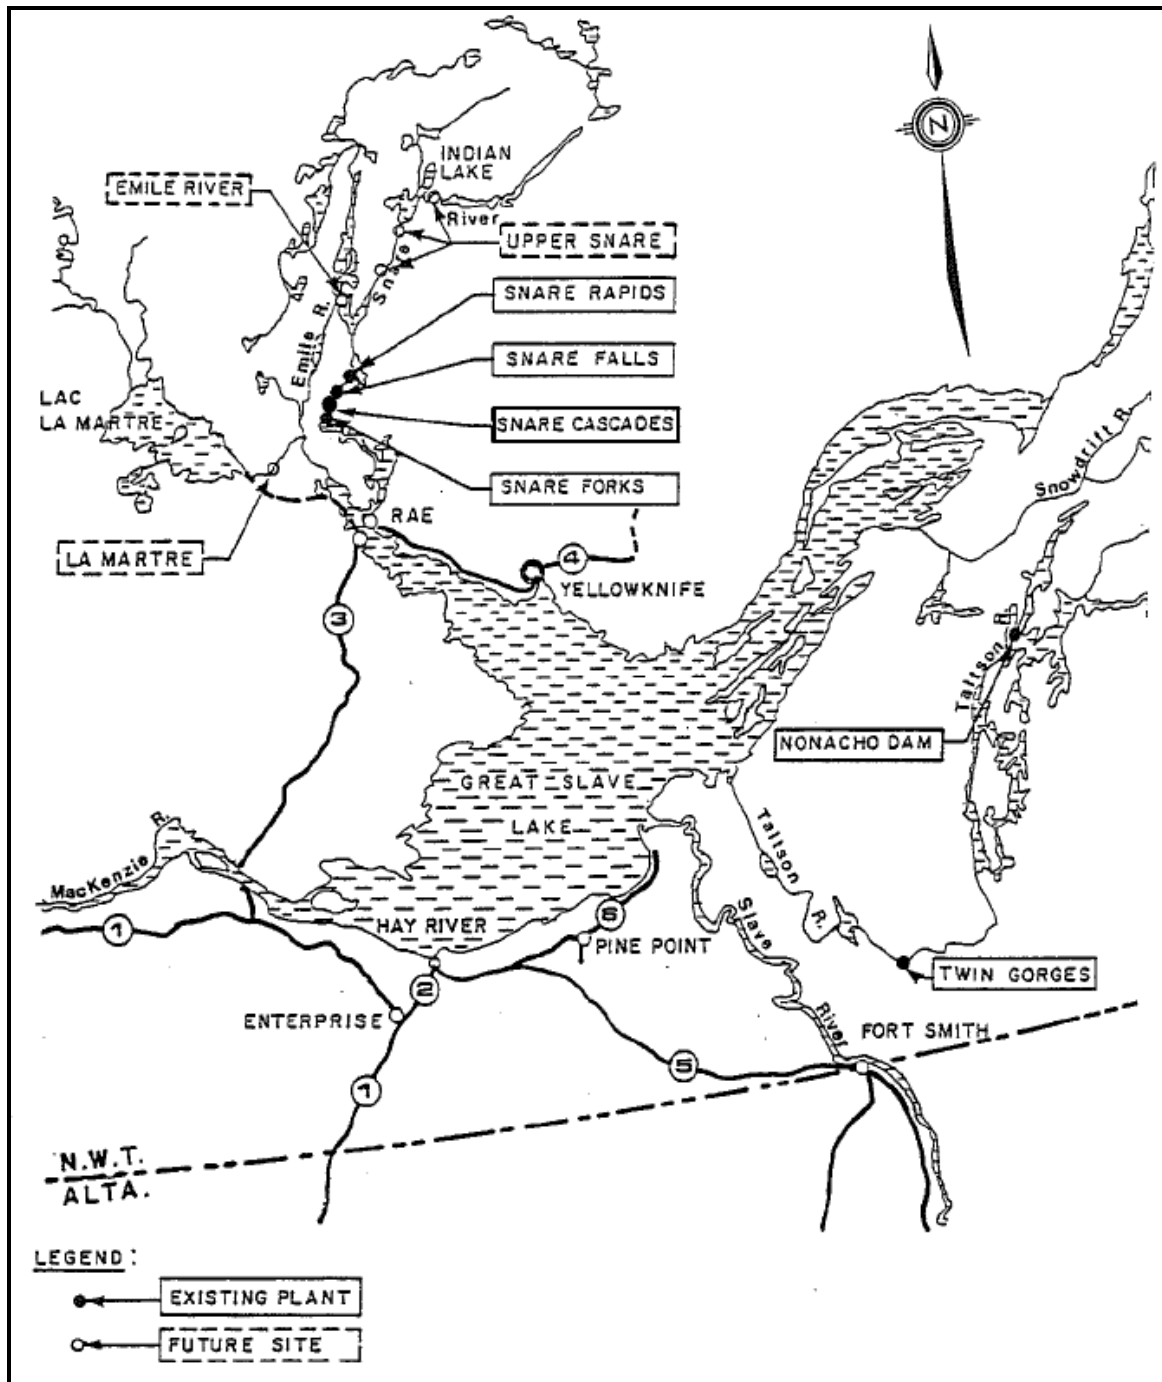 N
INDIAN
LAKE
EMILE RIVER
River
UPPER SNARE
Snare
SNARE RAPIDS
Emile R.
SNARE FALLS
LAC
LA MARTRE
SNARE CASCADES
Snowdrift R.
SNARE FORKS
RAE
LA MARTRE
4
YELLOWKNIFE
3
Taltson R.
NONACHO DAM
GREAT SLAVE
LAKE
Taltson
R.
MacKenzie R.
Slave
River
HAY RIVER
6
PINE POINT
1
TWIN GORGES
2
ENTERPRISE
FORT SMITH
5
1
N.W.T.
ALTA.
LEGEND:
EXISTING PLANT
FUTURE SITE